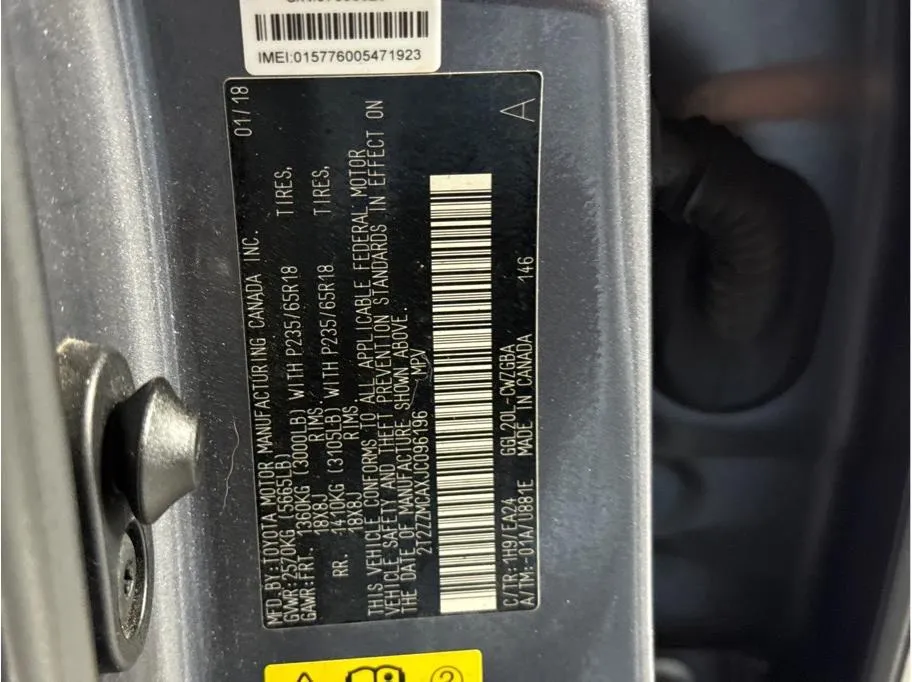 IMEI:015776005471923
MFD.BY:TOYOTA MOTOR MANUFACTURING CANADA INC. 01/18
GVWR:2570KG (5665LB)
GAWR:FRT. 1360KG (3000LB) WITH P235/65R18 TIRES,
18X8J RIMS
RR. 1410KG (3105LB) WITH P235/65R18 TIRES,
18X8J RIMS
THIS VEHICLE CONFORMS TO ALL APPLICABLE FEDERAL MOTOR
VEHICLE SAFETY AND THEFT PREVENTION STANDARDS IN EFFECT ON
THE DATE OF MANUFACTURE SHOWN ABOVE.
2T2ZZMCAXJC096196 MPV
A
C/TR:1H9/EA24 GGL20L-CWZGBA
A/TM:-01A/U881E MADE IN CANADA 146
2